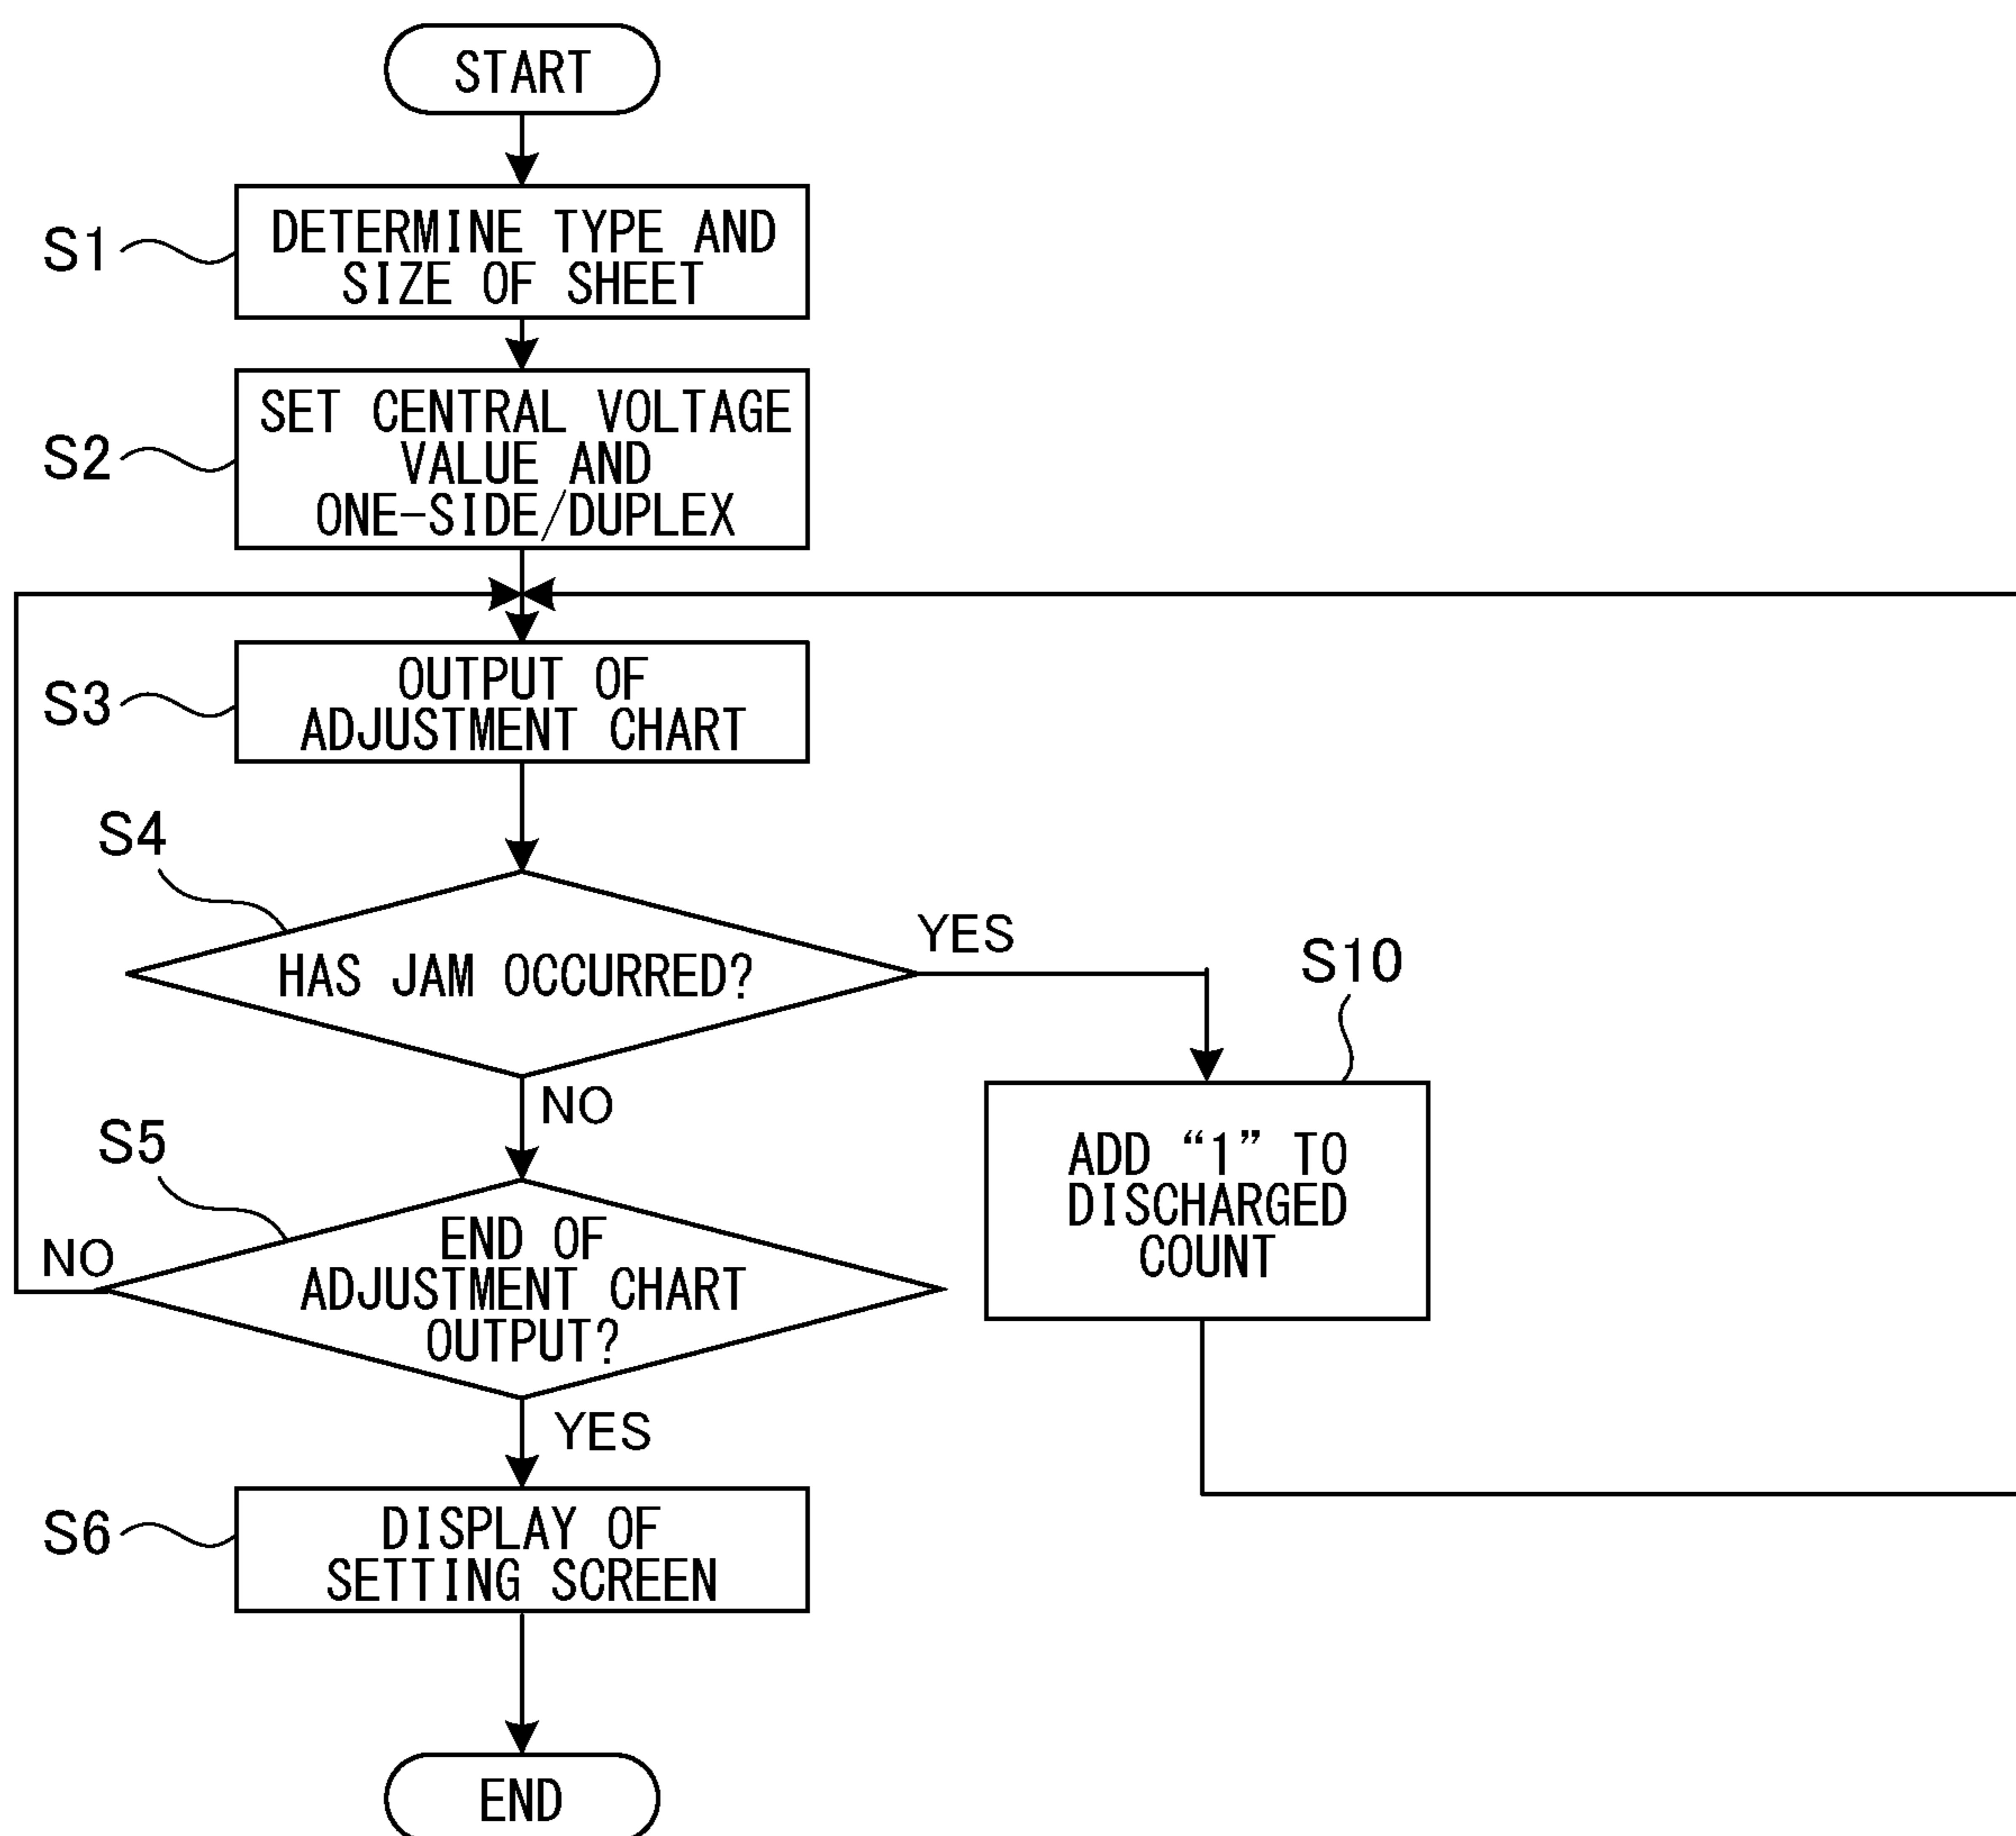 START
S1
DETERMINE TYPE AND
SIZE OF SHEET
S2
SET CENTRAL VOLTAGE
VALUE AND
ONE-SIDE/DUPLEX
S3
OUTPUT OF
ADJUSTMENT CHART
S4
HAS JAM OCCURRED?
YES
NO
S10
ADD “1” TO
DISCHARGED
COUNT
S5
END OF
ADJUSTMENT CHART
OUTPUT?
NO
YES
S6
DISPLAY OF
SETTING SCREEN
END